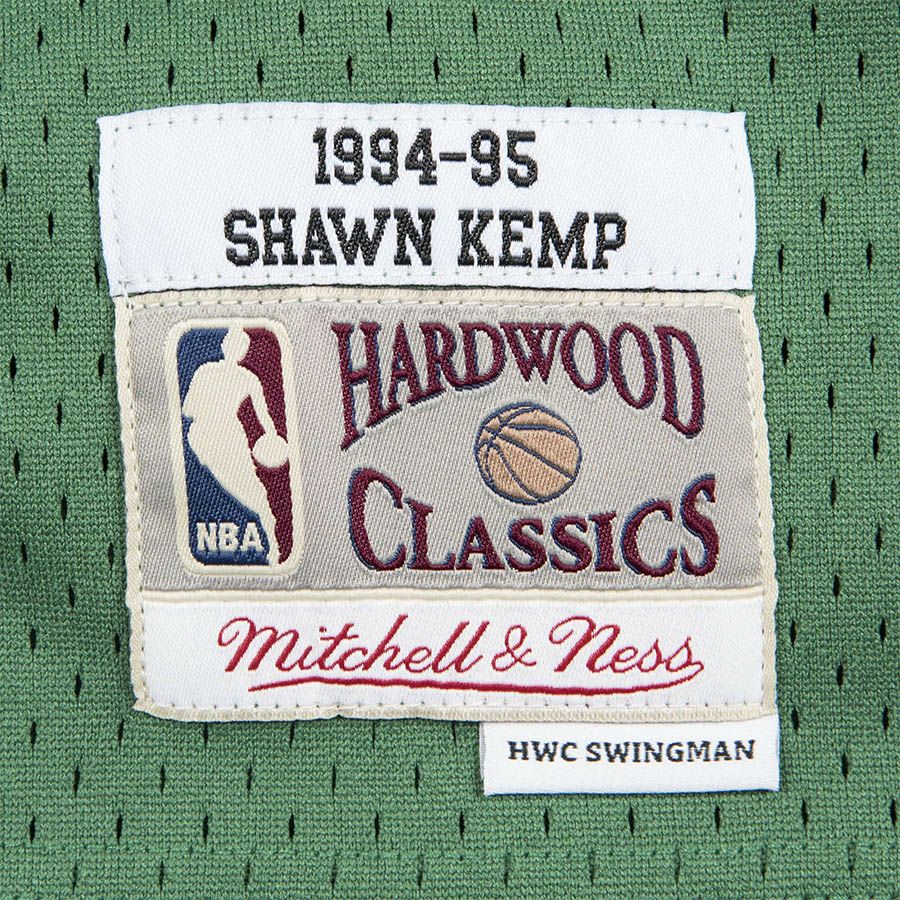 1994-95
SHAWN KEMP
NBA
HARDWOOD
CLASSICS
Mitchell & Ness
HWC SWINGMAN